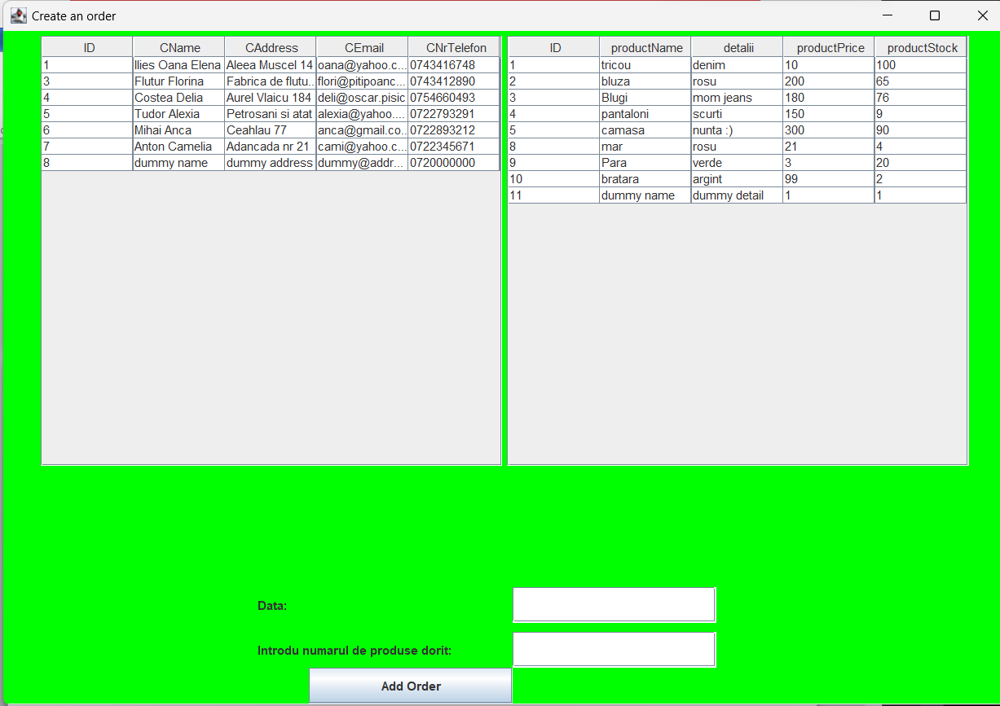 Create an order
ID CName CAddress CEmail CNrTelefon
1 Ilies Oana Elena Aleea Muscel 14 oana@yahoo.c... 0743416748
3 Flutur Florina Fabrica de flutu... flori@pitipoanc... 0743412890
4 Costea Delia Aurel Vlaicu 184 deli@oscar.pisic 0754660493
5 Tudor Alexia Petrosani si atat alexia@yahoo.... 0722793291
6 Mihai Anca Ceahlau 77 anca@gmail.co... 0722893212
7 Anton Camelia Adancada nr 21 cami@yahoo.c... 0722345671
8 dummy name dummy address dummy@addr... 0720000000
ID productName detalii productPrice productStock
1 tricou denim 10 100
2 bluza rosu 200 65
3 Blugi mom jeans 180 76
4 pantaloni scurti 150 9
5 camasa nunta :) 300 90
8 mar rosu 21 4
9 Para verde 3 20
10 bratara argint 99 2
11 dummy name dummy detail 1 1
Data:
Introdu numarul de produse dorit:
Add Order